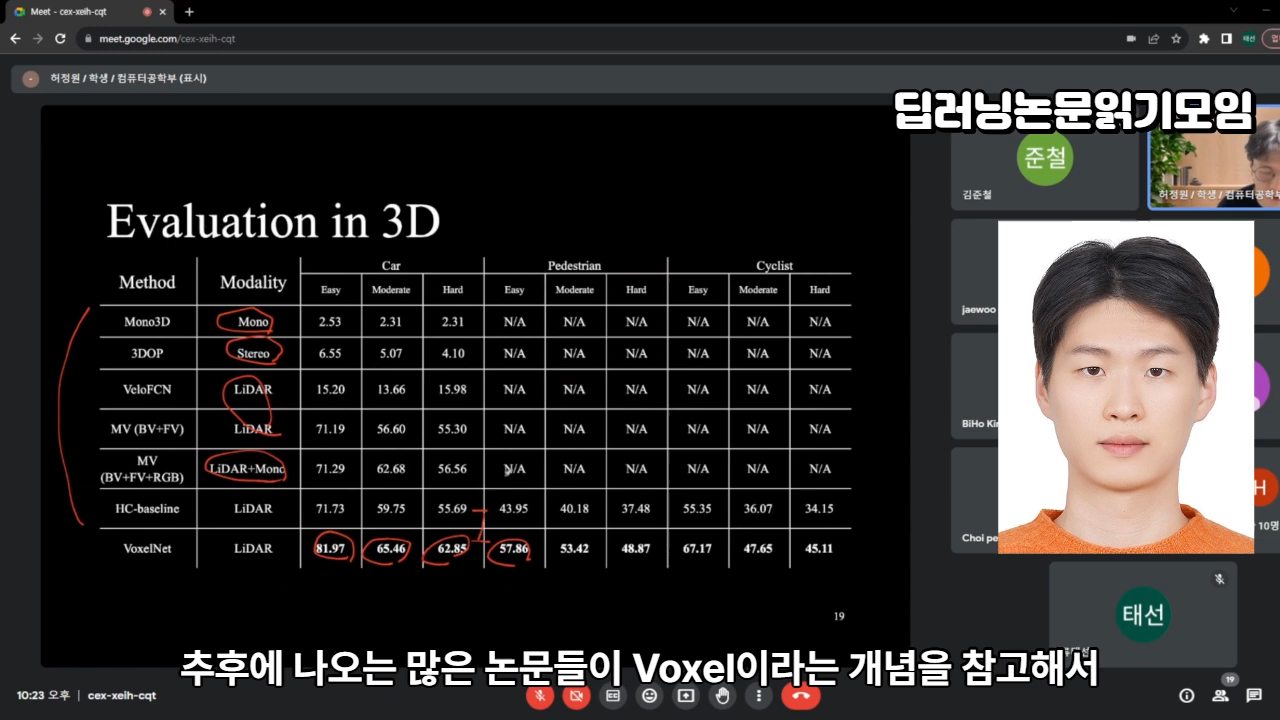 Meet - cex-xeih-cqt
meet.google.com/cex-xeih-cqt
태선
허정원 / 학생 / 컴퓨터공학부 (표시)
딥러닝논문읽기모임
준철
김준철
허정원 / 학생 / 컴퓨터공학부
jaewoo
BiHo
Choi
H
10명
태선
Evaluation in 3D
Method Modality Car Pedestrian Cyclist
Easy Moderate Hard Easy Moderate Hard Easy Moderate Hard
Mono3D Mono 2.53 2.31 2.31 N/A N/A N/A N/A N/A N/A
3DOP Stereo 6.55 5.07 4.10 N/A N/A N/A N/A N/A N/A
VeloFCN LiDAR 15.20 13.66 15.98 N/A N/A N/A N/A N/A N/A
MV (BV+FV) LiDAR 71.19 56.60 55.30 N/A N/A N/A N/A N/A N/A
MV (BV+FV+RGB) LiDAR+Mono 71.29 62.68 56.56 N/A N/A N/A N/A N/A N/A
HC-baseline LiDAR 71.73 59.75 55.69 43.95 40.18 37.48 55.35 36.07 34.15
VoxelNet LiDAR 81.97 65.46 62.85 57.86 53.42 48.87 67.17 47.65 45.11
19
추후에 나오는 많은 논문들이 Voxel이라는 개념을 참고해서
10:23 오후 | cex-xeih-cqt
19